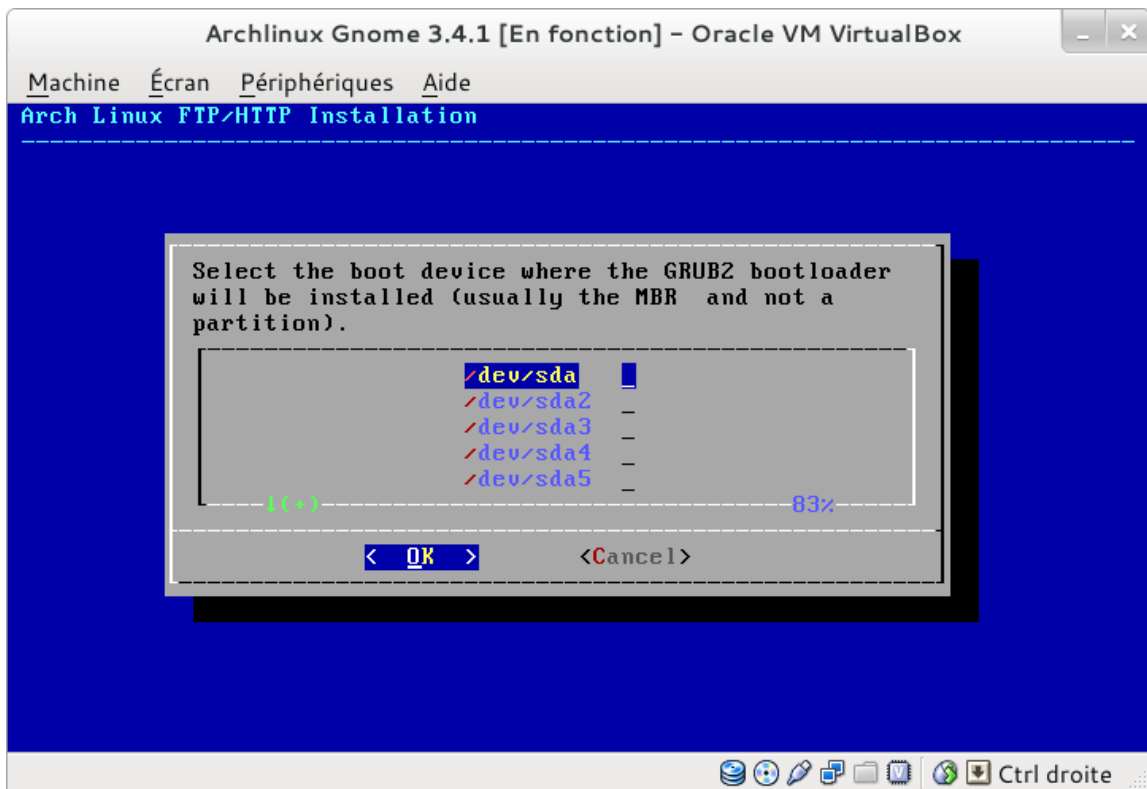 Archlinux Gnome 3.4.1 [En fonction] - Oracle VM VirtualBox
Machine Écran Périphériques Aide
Arch Linux FTP/HTTP Installation
Select the boot device where the GRUB2 bootloader
will be installed (usually the MBR  and not a
partition).
/dev/sda _
/dev/sda2 _
/dev/sda3 _
/dev/sda4 _
/dev/sda5 _
↓(+) 83%
< OK > <Cancel>
Ctrl droite